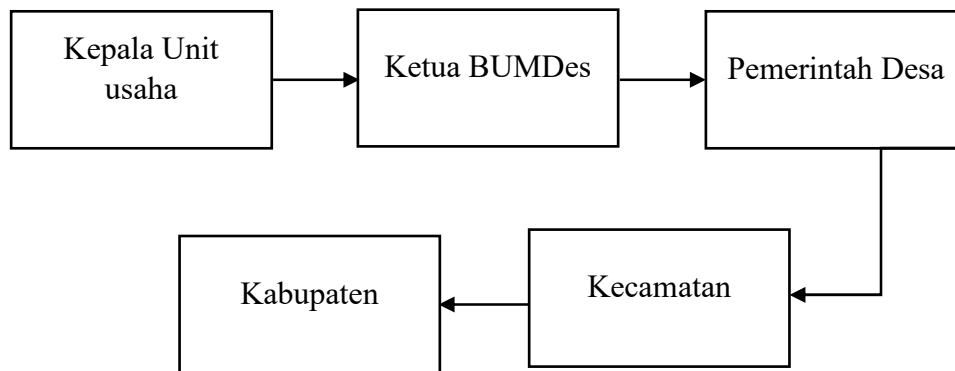 Kepala Unit
usaha
Ketua BUMDes
Pemerintah Desa
Kecamatan
Kabupaten